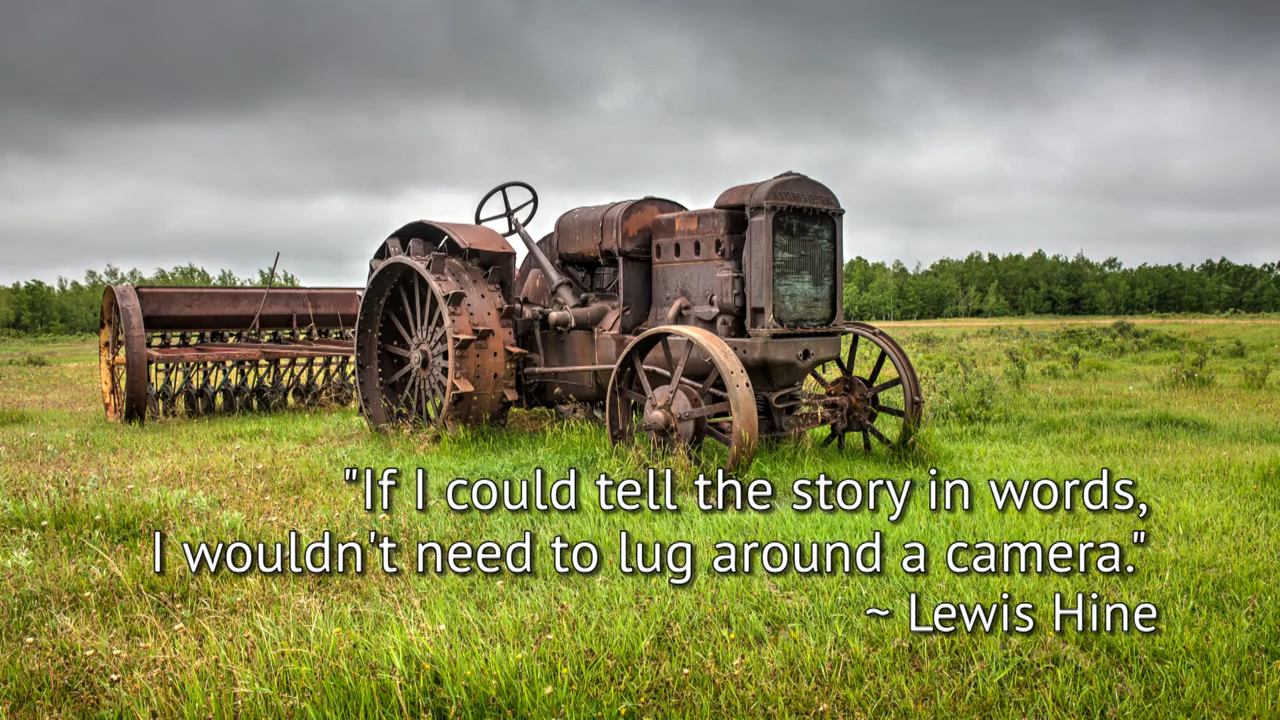 "If I could tell the story in words,
I wouldn't need to lug around a camera."
~ Lewis Hine